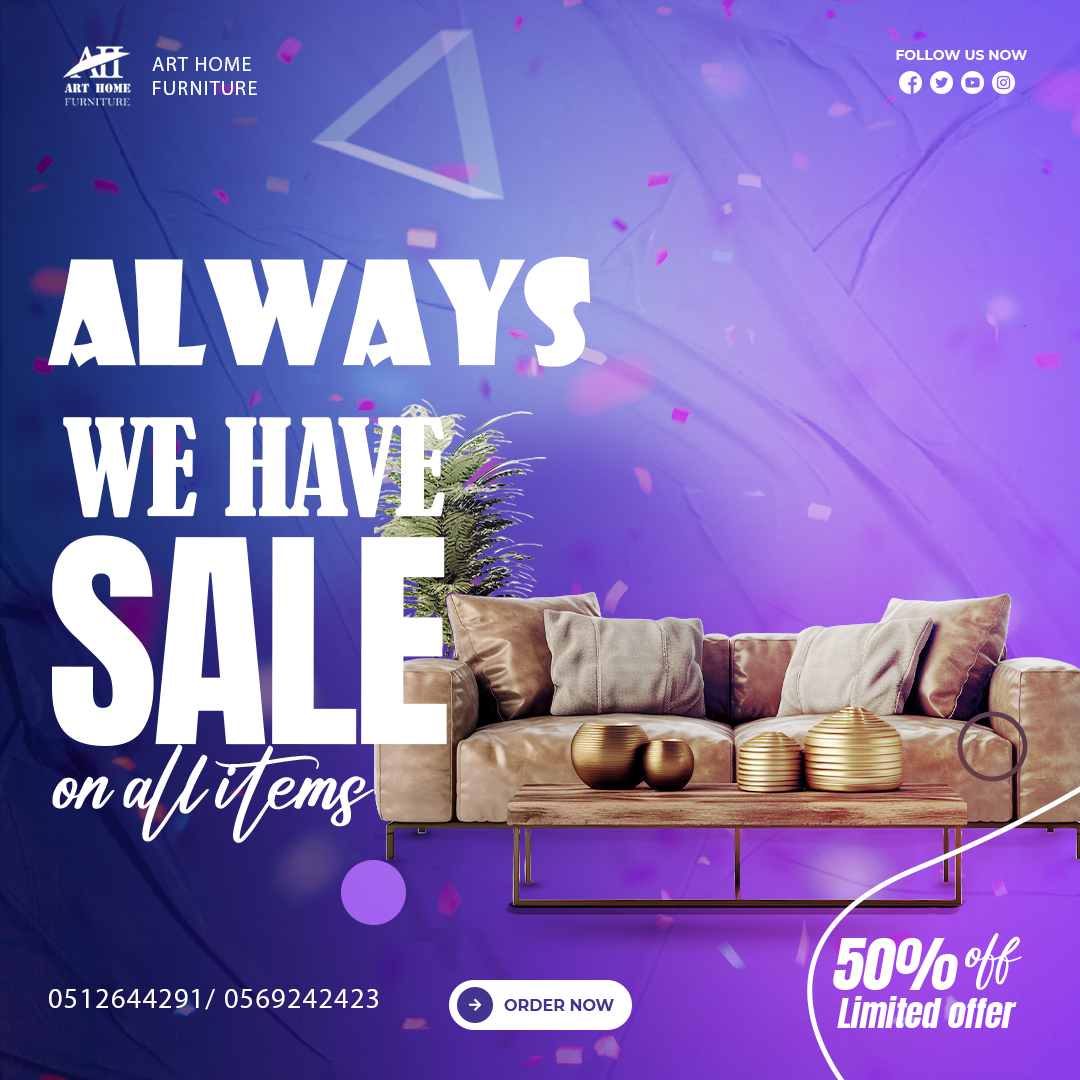 AH
ART HOME
FURNITURE
ART HOME
FURNITURE
FOLLOW US NOW
ALWAYS
WE HAVE
SALE
on all items
0512644291/ 0569242423
ORDER NOW
50% off
Limited offer